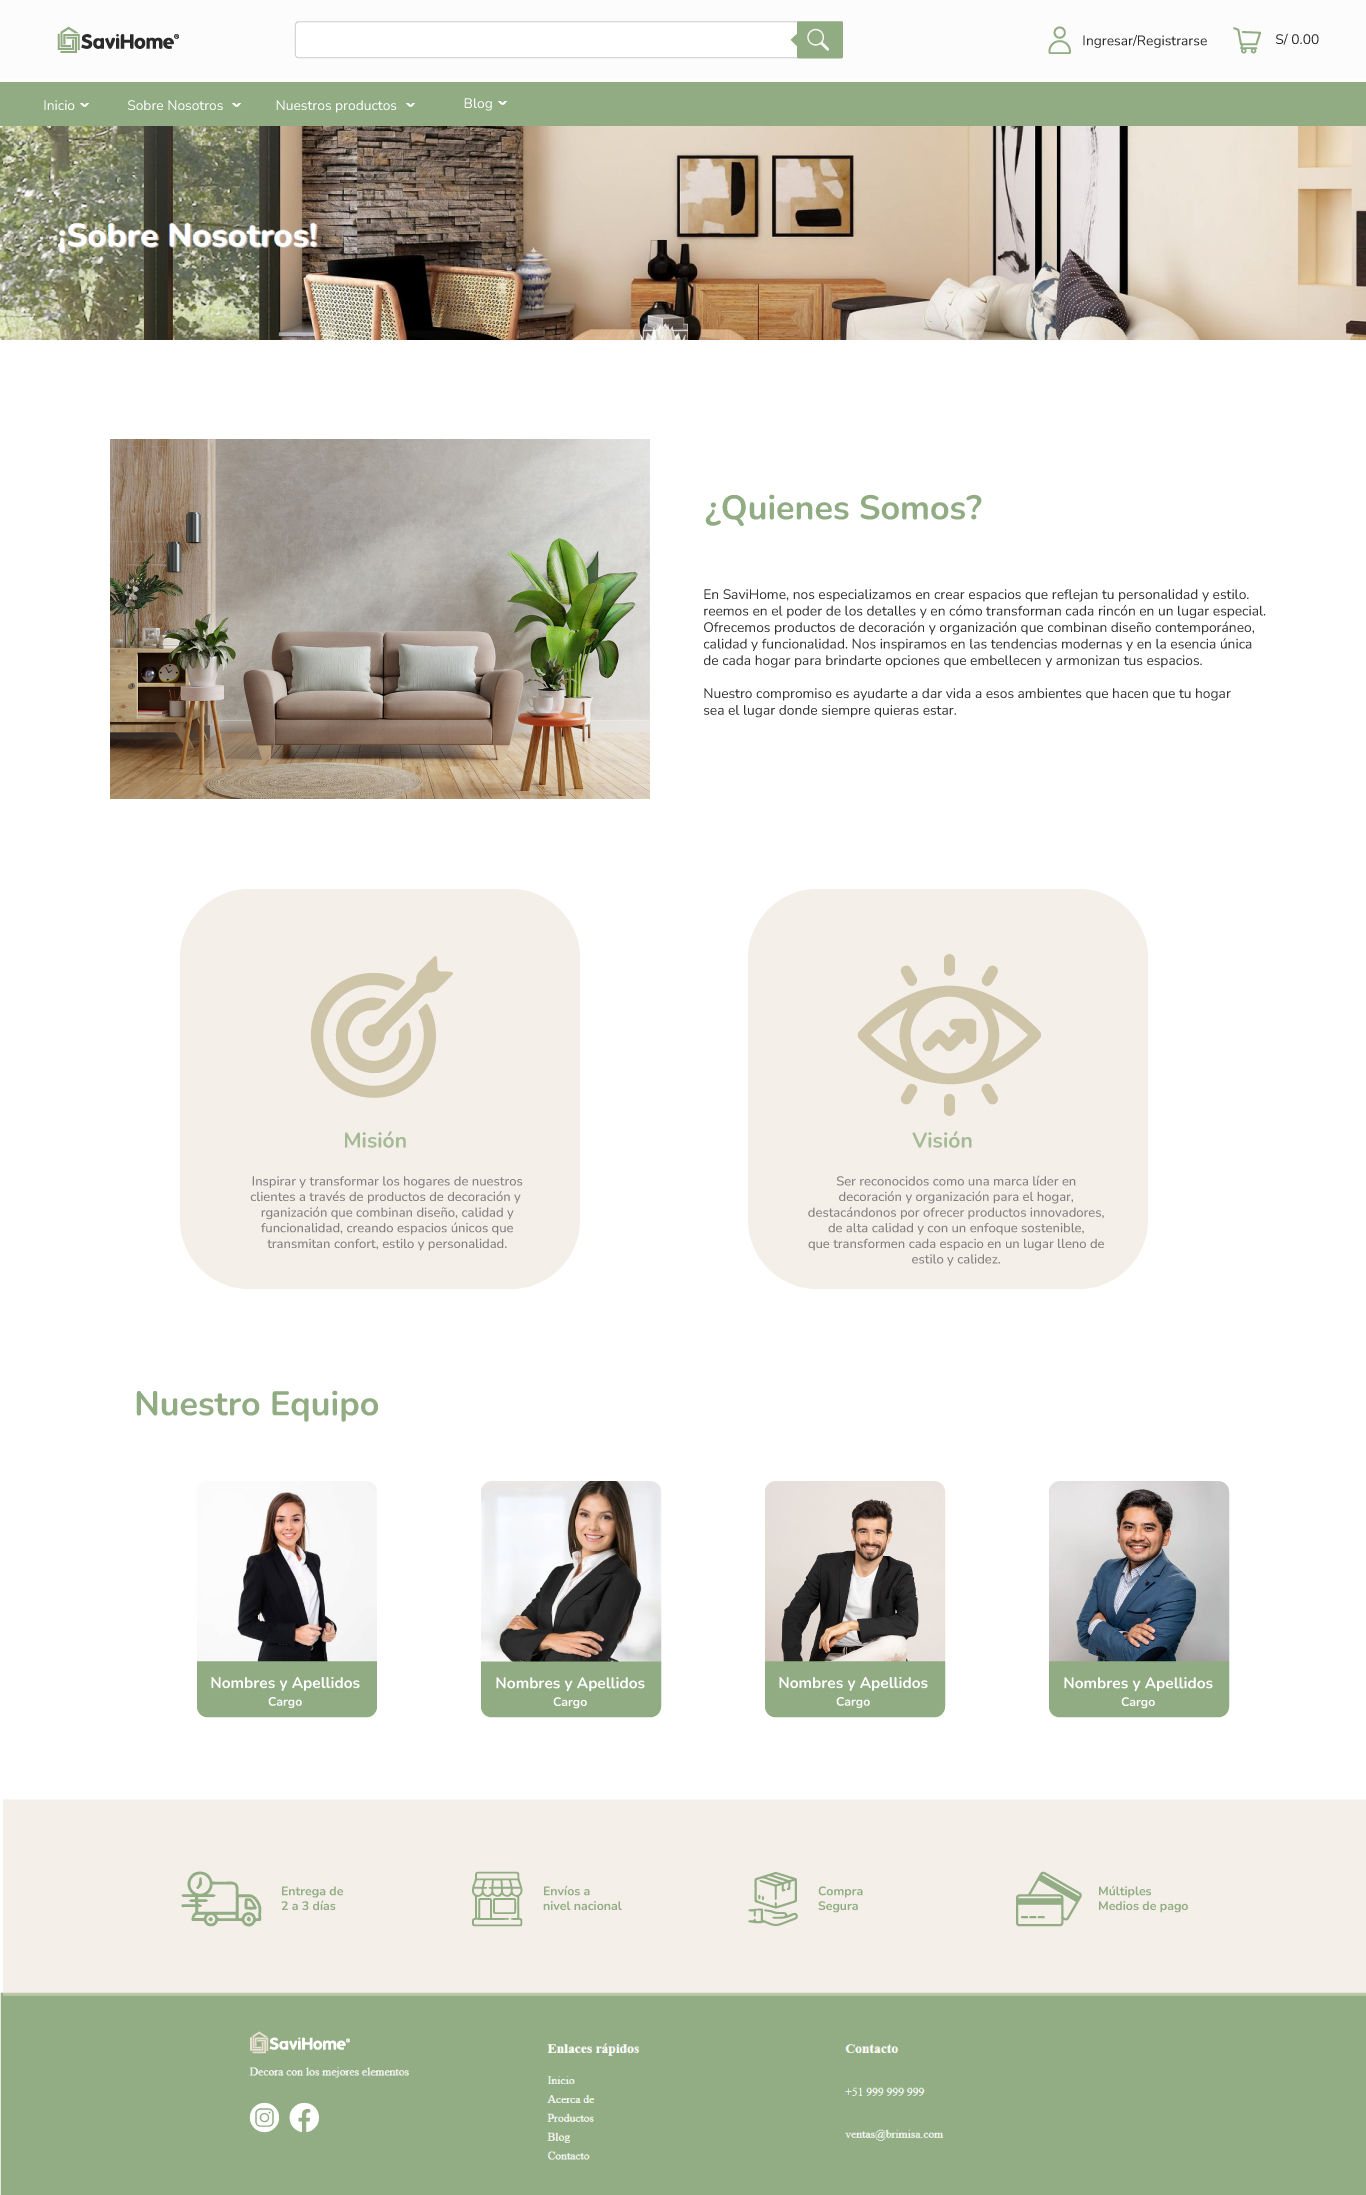 SaviHome®
Ingresar/Registrarse
S/ 0.00
Inicio
Sobre Nosotros
Nuestros productos
Blog
¡Sobre Nosotros!
¿Quienes Somos?
En SaviHome, nos especializamos en crear espacios que reflejan tu personalidad y estilo.
reemos en el poder de los detalles y en cómo transforman cada rincón en un lugar especial.
Ofrecemos productos de decoración y organización que combinan diseño contemporáneo,
calidad y funcionalidad. Nos inspiramos en las tendencias modernas y en la esencia única
de cada hogar para brindarte opciones que embellecen y armonizan tus espacios.
Nuestro compromiso es ayudarte a dar vida a esos ambientes que hacen que tu hogar
sea el lugar donde siempre quieras estar.
Misión
Inspirar y transformar los hogares de nuestros
clientes a través de productos de decoración y
rganización que combinan diseño, calidad y
funcionalidad, creando espacios únicos que
transmitan confort, estilo y personalidad.
Visión
Ser reconocidos como una marca líder en
decoración y organización para el hogar,
destacándonos por ofrecer productos innovadores,
de alta calidad y con un enfoque sostenible,
que transformen cada espacio en un lugar lleno de
estilo y calidez.
Nuestro Equipo
Nombres y Apellidos
Cargo
Nombres y Apellidos
Cargo
Nombres y Apellidos
Cargo
Nombres y Apellidos
Cargo
Entrega de
2 a 3 días
Envíos a
nivel nacional
Compra
Segura
Múltiples
Medios de pago
SaviHome®
Decora con los mejores elementos
Enlaces rápidos
Inicio
Acerca de
Productos
Blog
Contacto
Contacto
+51 999 999 999
ventas@brimisa.com